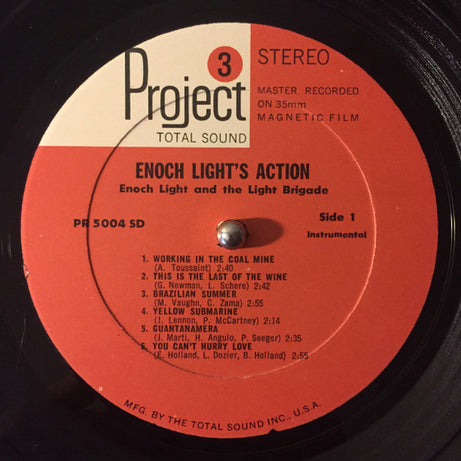 3
Project
TOTAL SOUND
STEREO
MASTER RECORDED
ON 35mm
MAGNETIC FILM
ENOCH LIGHT'S ACTION
Enoch Light and the Light Brigade
PR 5004 SD
Side 1
Instrumental
1. WORKING IN THE COAL MINE
(A. Toussaint) 2:40
2. THIS IS THE LAST OF THE WINE
(G. Newman, L. Schere) 2:42
3. BRAZILIAN SUMMER
(M. Vaughn, C. Zama) 2:55
4. YELLOW SUBMARINE
(J. Lennon, P. McCartney) 2:14
5. GUANTANAMERA
(J. Marti, H. Angulo, P. Seeger) 2:35
6. YOU CAN'T HURRY LOVE
(E. Holland, L. Dozier, B. Holland) 2:55
MFG. BY THE TOTAL SOUND INC., U.S.A.